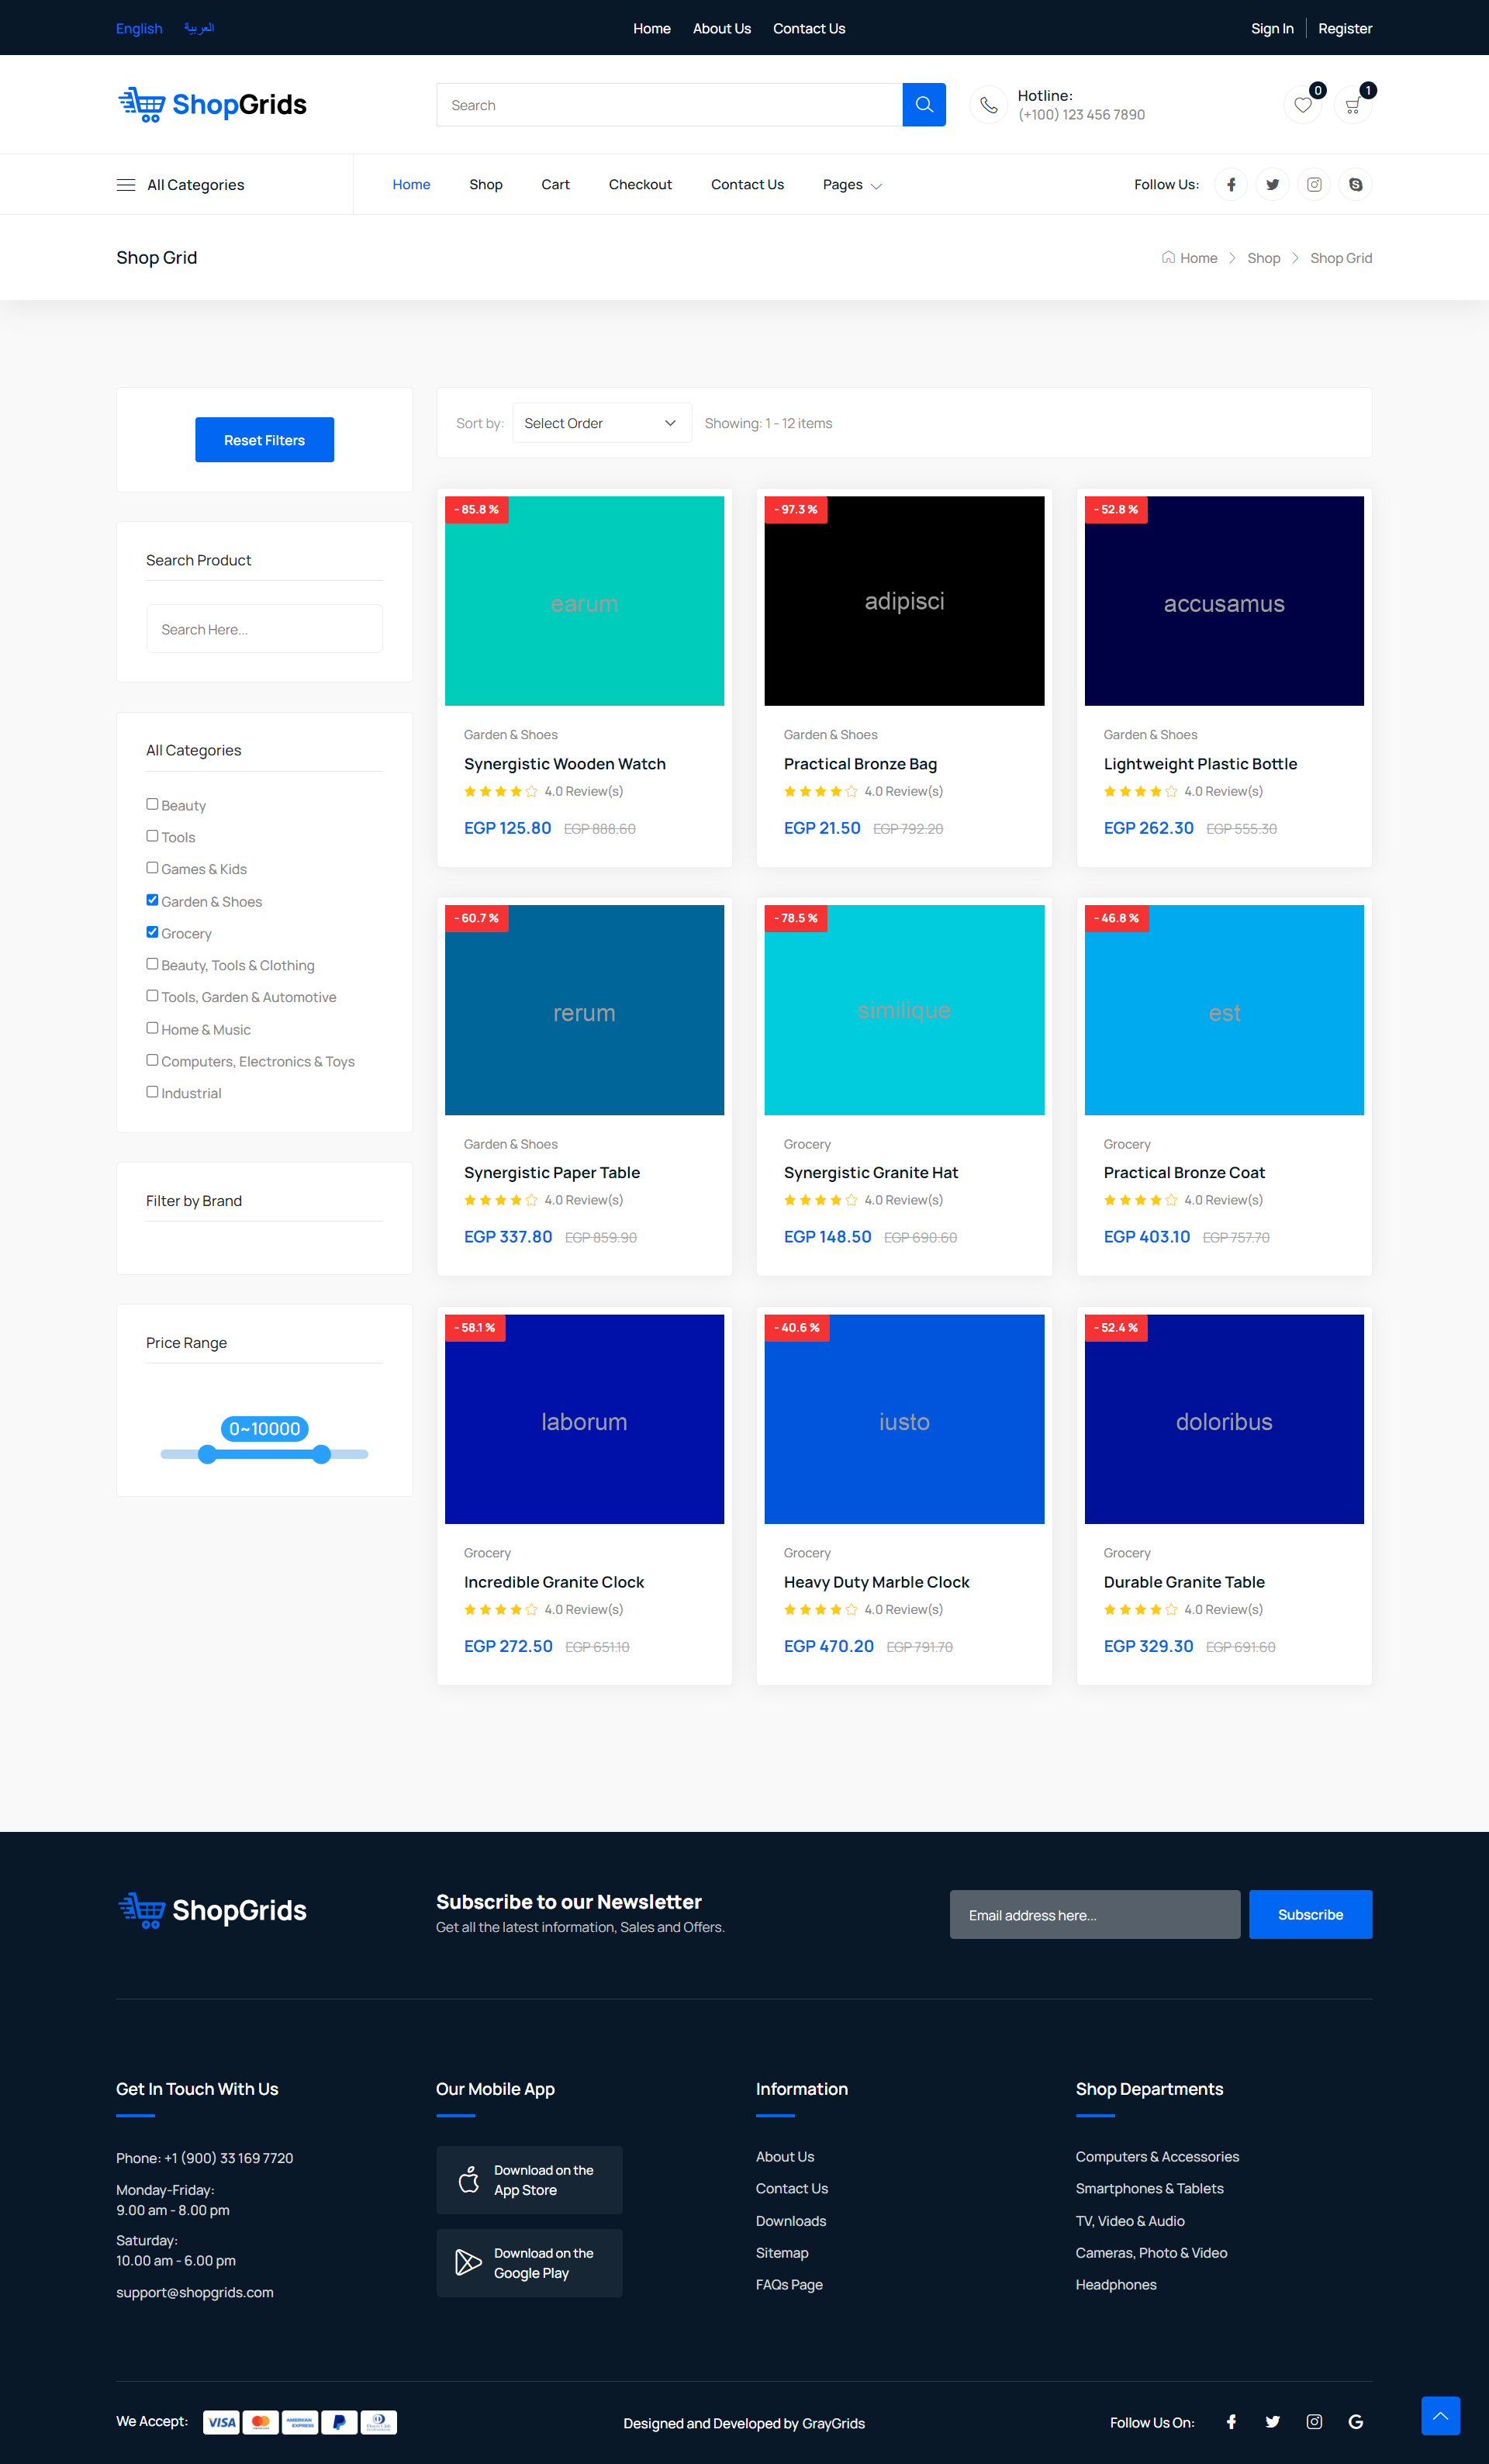 English العربية Home About Us Contact Us Sign In Register
ShopGrids Search Hotline: 0 1
(+100) 123 456 7890
All Categories Home Shop Cart Checkout Contact Us Pages Follow Us:
Shop Grid Home Shop Shop Grid
Reset Filters
Search Product
Search Here...
All Categories
Beauty
Tools
Games & Kids
Garden & Shoes
Grocery
Beauty, Tools & Clothing
Tools, Garden & Automotive
Home & Music
Computers, Electronics & Toys
Industrial
Filter by Brand
Price Range
0~10000
Sort by: Select Order Showing: 1 - 12 items
- 85.8 % - 97.3 % - 52.8 %
earum adipisci accusamus
Garden & Shoes Garden & Shoes Garden & Shoes
Synergistic Wooden Watch Practical Bronze Bag Lightweight Plastic Bottle
4.0 Review(s) 4.0 Review(s) 4.0 Review(s)
EGP 125.80 EGP 888.60 EGP 21.50 EGP 792.20 EGP 262.30 EGP 555.30
- 60.7 % - 78.5 % - 46.8 %
rerum similique est
Garden & Shoes Grocery Grocery
Synergistic Paper Table Synergistic Granite Hat Practical Bronze Coat
4.0 Review(s) 4.0 Review(s) 4.0 Review(s)
EGP 337.80 EGP 859.90 EGP 148.50 EGP 690.60 EGP 403.10 EGP 757.70
- 58.1 % - 40.6 % - 52.4 %
laborum iusto doloribus
Grocery Grocery Grocery
Incredible Granite Clock Heavy Duty Marble Clock Durable Granite Table
4.0 Review(s) 4.0 Review(s) 4.0 Review(s)
EGP 272.50 EGP 651.10 EGP 470.20 EGP 791.70 EGP 329.30 EGP 691.60
ShopGrids Subscribe to our Newsletter
Get all the latest information, Sales and Offers.
Email address here... Subscribe
Get In Touch With Us
Phone: +1 (900) 33 169 7720
Monday-Friday:
9.00 am - 8.00 pm
Saturday:
10.00 am - 6.00 pm
support@shopgrids.com
Our Mobile App
Download on the
App Store
Download on the
Google Play
Information
About Us
Contact Us
Downloads
Sitemap
FAQs Page
Shop Departments
Computers & Accessories
Smartphones & Tablets
TV, Video & Audio
Cameras, Photo & Video
Headphones
We Accept: VISA AMERICAN EXPRESS Designed and Developed by GrayGrids Follow Us On: